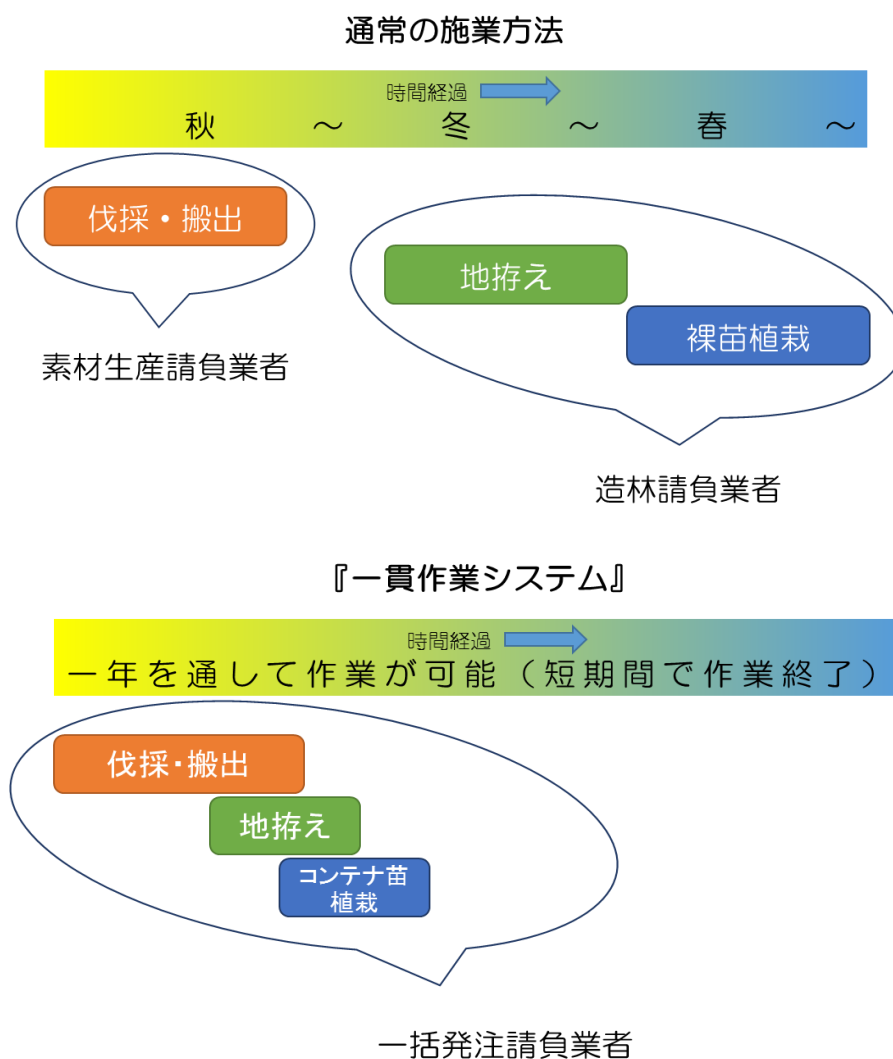 通常の施業方法
時間経過
秋 ～ 冬 ～ 春 ～
伐採・搬出
地拵え
裸苗植栽
素材生産請負業者
造林請負業者
『一貫作業システム』
時間経過
一年を通して作業が可能（短期間で作業終了）
伐採・搬出
地拵え
コンテナ苗
植栽
一括発注請負業者